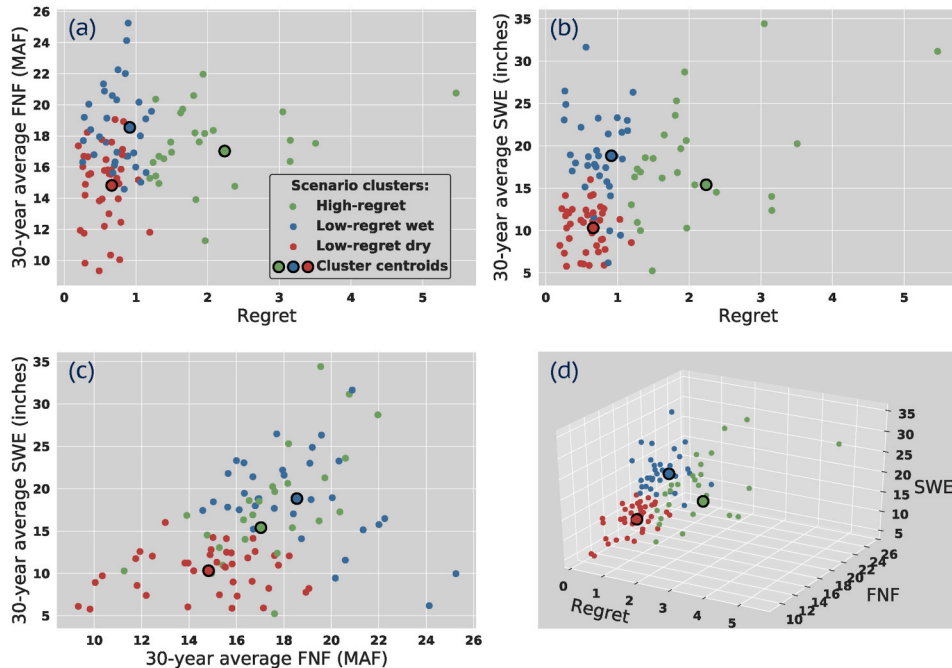 (a)
30-year average FNF (MAF)
26
24
22
20
18
16
14
12
10
0 1 2 3 4 5
Regret
Scenario clusters:
High-regret
Low-regret wet
Low-regret dry
Cluster centroids
(b)
30-year average SWE (inches)
35
30
25
20
15
10
5
0 1 2 3 4 5
Regret
(c)
30-year average SWE (inches)
35
30
25
20
15
10
5
10 12 14 16 18 20 22 24 26
30-year average FNF (MAF)
(d)
35
30
25
20
15
10
5
SWE
26
24
22
20
18
16
14
12
10
FNF
0 1 2 3 4 5
Regret